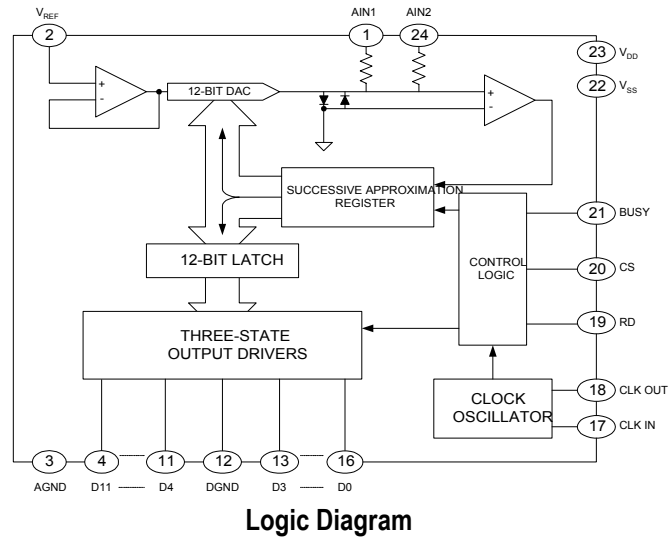 VREF AIN1 AIN2
2 1 24
23 VDD
22 VSS
+ 12-BIT DAC +
- -
SUCCESSIVE APPROXIMATION
REGISTER
21 BUSY
12-BIT LATCH
CONTROL
LOGIC
20 CS
19 RD
THREE-STATE
OUTPUT DRIVERS
CLOCK
OSCILLATOR
18 CLK OUT
17 CLK IN
3 4 11 12 13 16
AGND D11 D4 DGND D3 D0
Logic Diagram